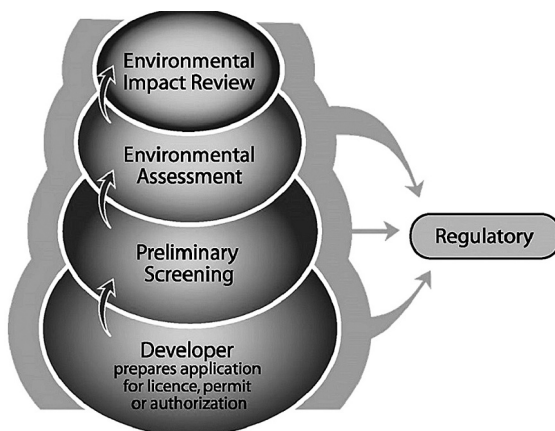 Environmental
Impact Review
Environmental
Assessment
Preliminary
Screening
Regulatory
Developer
prepares application
for licence, permit
or authorization